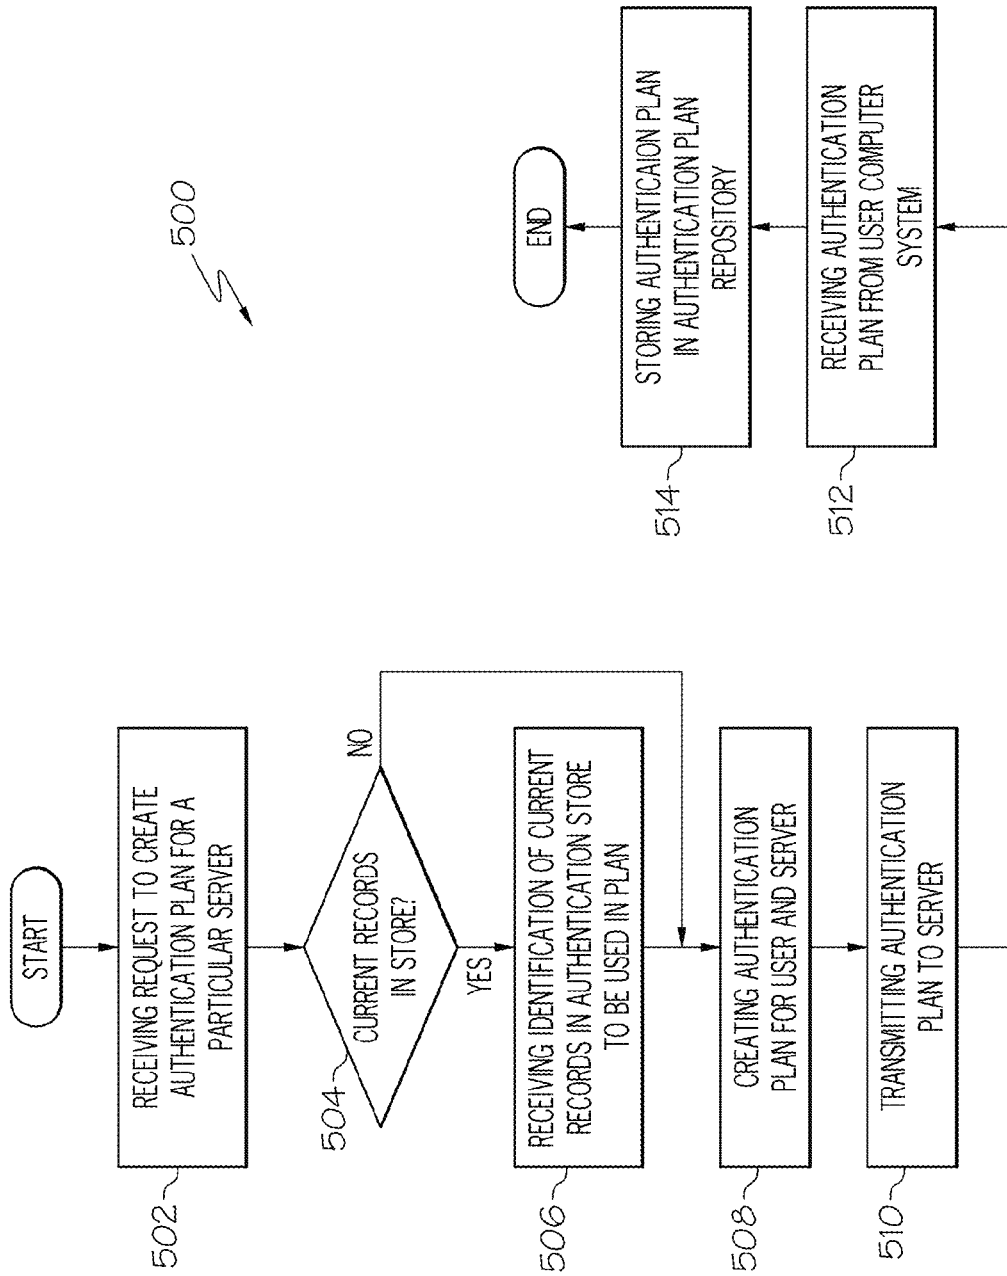 500
START
RECEIVING REQUEST TO CREATE
AUTHENTICATION PLAN FOR A
PARTICULAR SERVER
502
CURRENT RECORDS
IN STORE?
504
NO
YES
RECEIVING IDENTIFICATION OF CURRENT
RECORDS IN AUTHENTICATION STORE
TO BE USED IN PLAN
506
CREATING AUTHENTICATION
PLAN FOR USER AND SERVER
508
TRANSMITTING AUTHENTICATION
PLAN TO SERVER
510
RECEIVING AUTHENTICATION
PLAN FROM USER COMPUTER
SYSTEM
512
STORING AUTHENTICAION PLAN
IN AUTHENTICATION PLAN
REPOSITORY
514
END